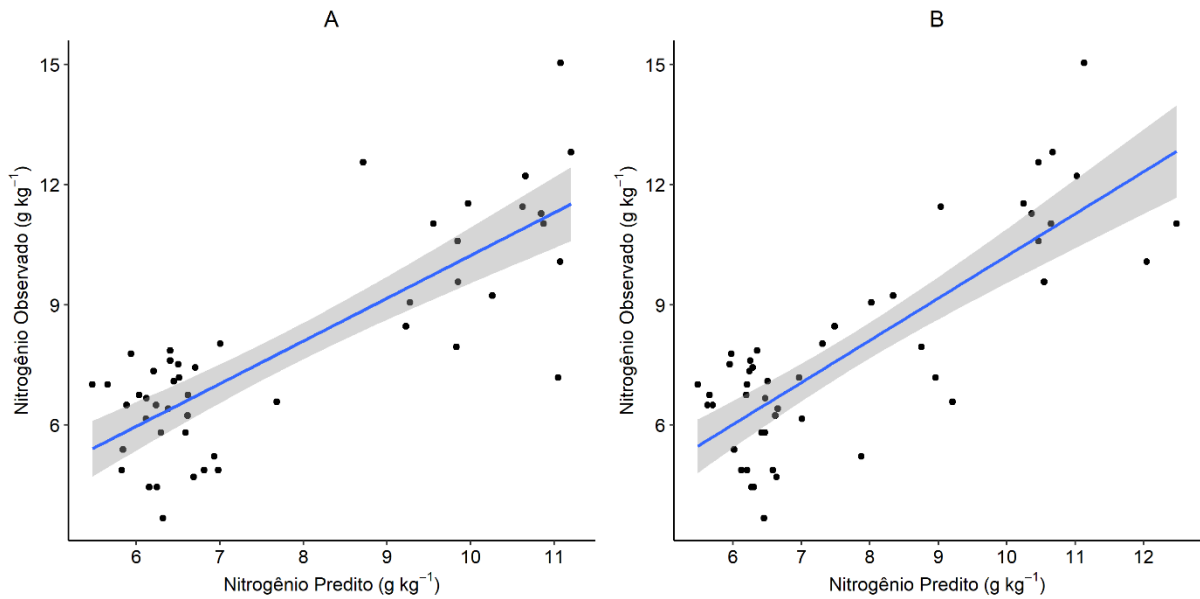 A
15
12
9
6
Nitrogênio Observado (g kg⁻¹)
6 7 8 9 10 11
Nitrogênio Predito (g kg⁻¹)
B
15
12
9
6
Nitrogênio Observado (g kg⁻¹)
6 7 8 9 10 11 12
Nitrogênio Predito (g kg⁻¹)